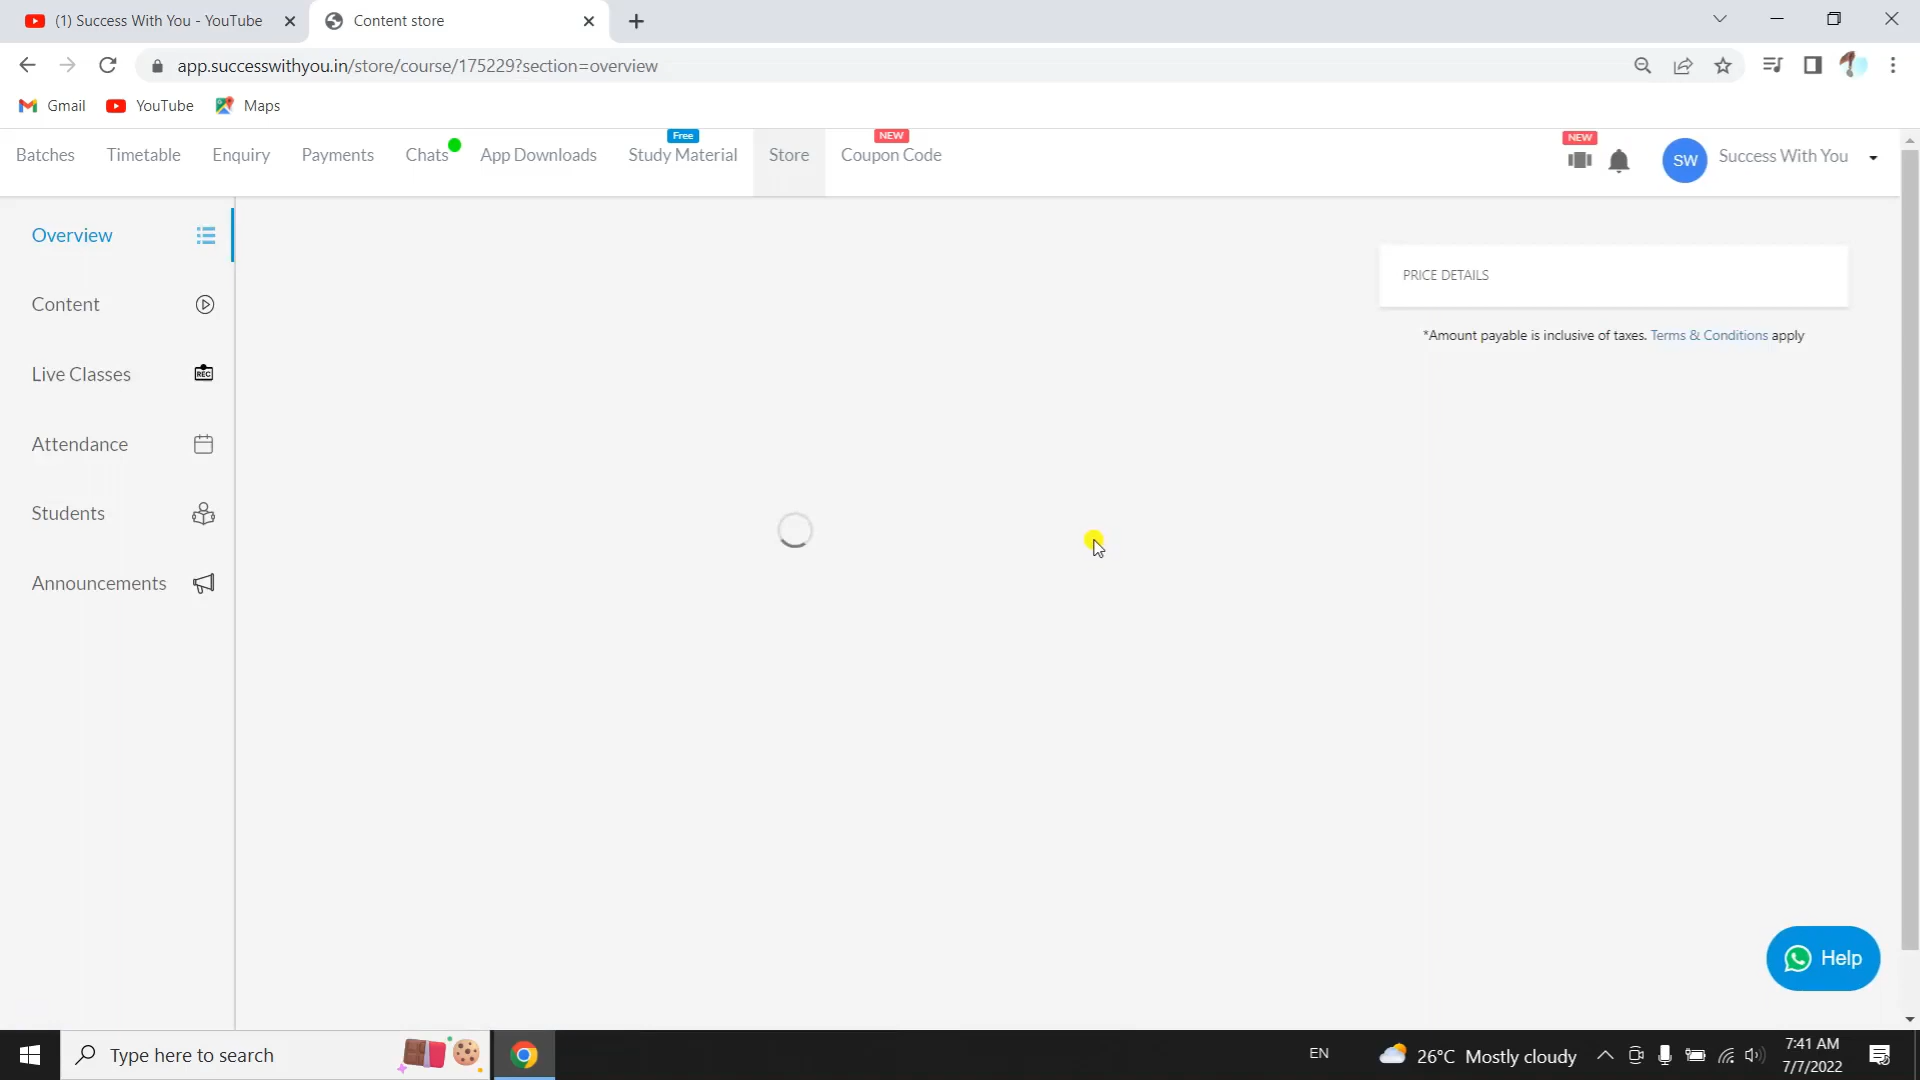 (1) Success With You - YouTube
Content store
app.successwithyou.in/store/course/175229?section=overview
Gmail
YouTube
Maps
Batches
Timetable
Enquiry
Payments
Chats
App Downloads
Free
Study Material
Store
NEW
Coupon Code
NEW
SW
Success With You
Overview
Content
Live Classes
REC
Attendance
Students
Announcements
PRICE DETAILS
*Amount payable is inclusive of taxes. Terms & Conditions apply
Help
Type here to search
EN
26°C Mostly cloudy
7:41 AM
7/7/2022